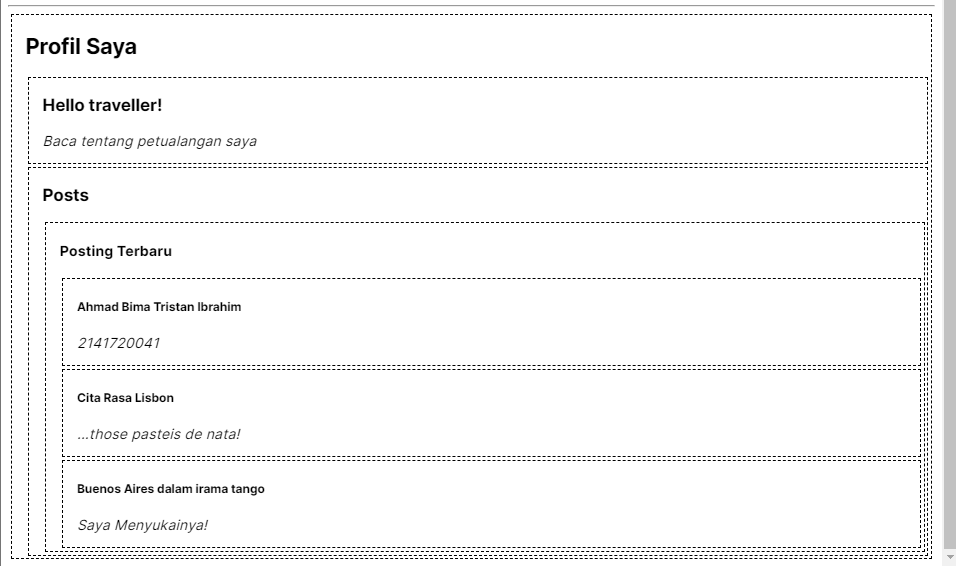 Profil Saya
Hello traveller!
Baca tentang petualangan saya
Posts
Posting Terbaru
Ahmad Bima Tristan Ibrahim
2141720041
Cita Rasa Lisbon
...those pasteis de nata!
Buenos Aires dalam irama tango
Saya Menyukainya!